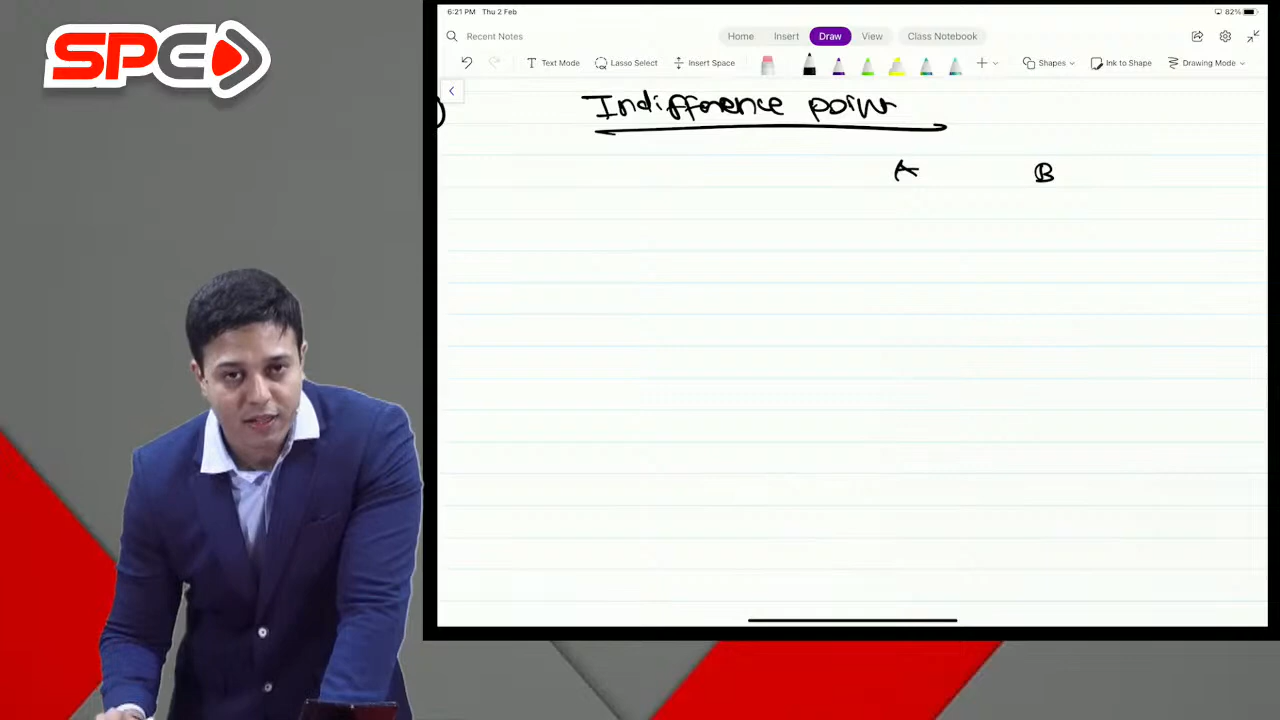 SPE
6:21 PM Thu 2 Feb
82%
Recent Notes
Home Insert Draw View Class Notebook
Text Mode Lasso Select Insert Space Shapes Ink to Shape Drawing Mode
Indifference point
A B